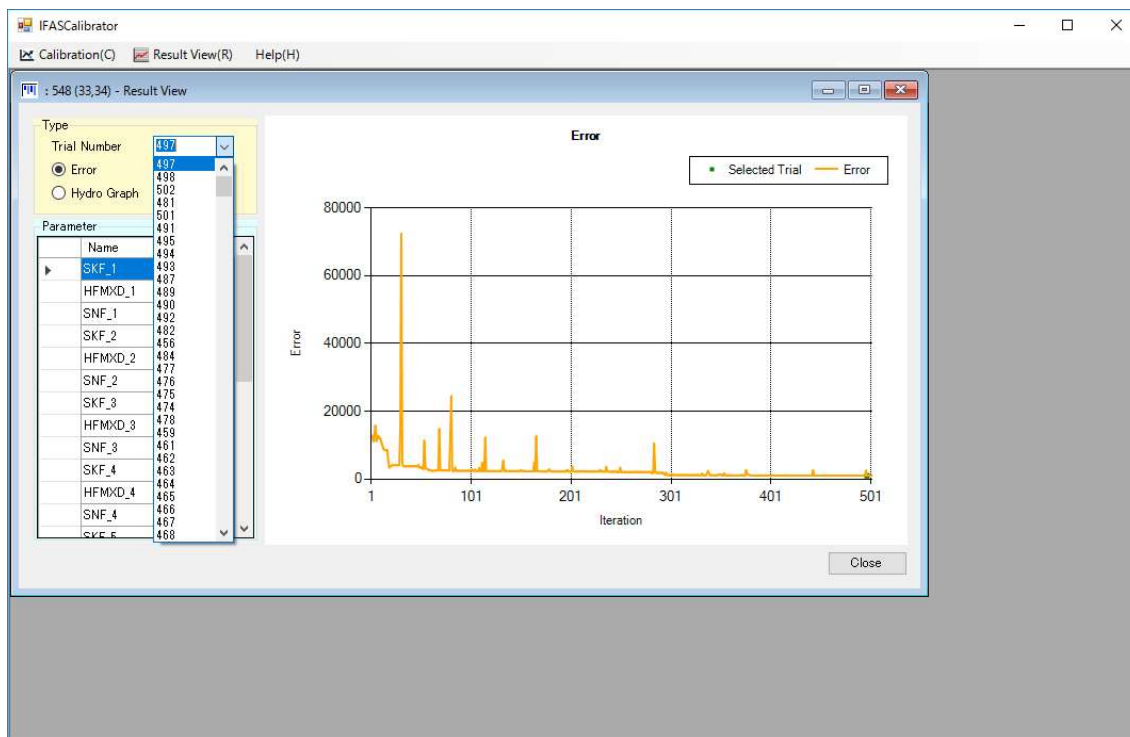 IFASCalibrator
Calibration(C) Result View(R) Help(H)
: 548 (33,34) - Result View
Type
Trial Number 497
Error
Hydro Graph
497
498
502
481
501
491
495
494
493
487
489
490
492
482
456
484
477
476
475
474
478
459
461
462
463
464
465
466
467
468
Parameter
Name
SKF_1
HFMXD_1
SNF_1
SKF_2
HFMXD_2
SNF_2
SKF_3
HFMXD_3
SNF_3
SKF_4
HFMXD_4
SNF_4
SKF_5
Error
Selected Trial Error
80000
60000
40000
20000
0
Error
1 101 201 301 401 501
Iteration
Close